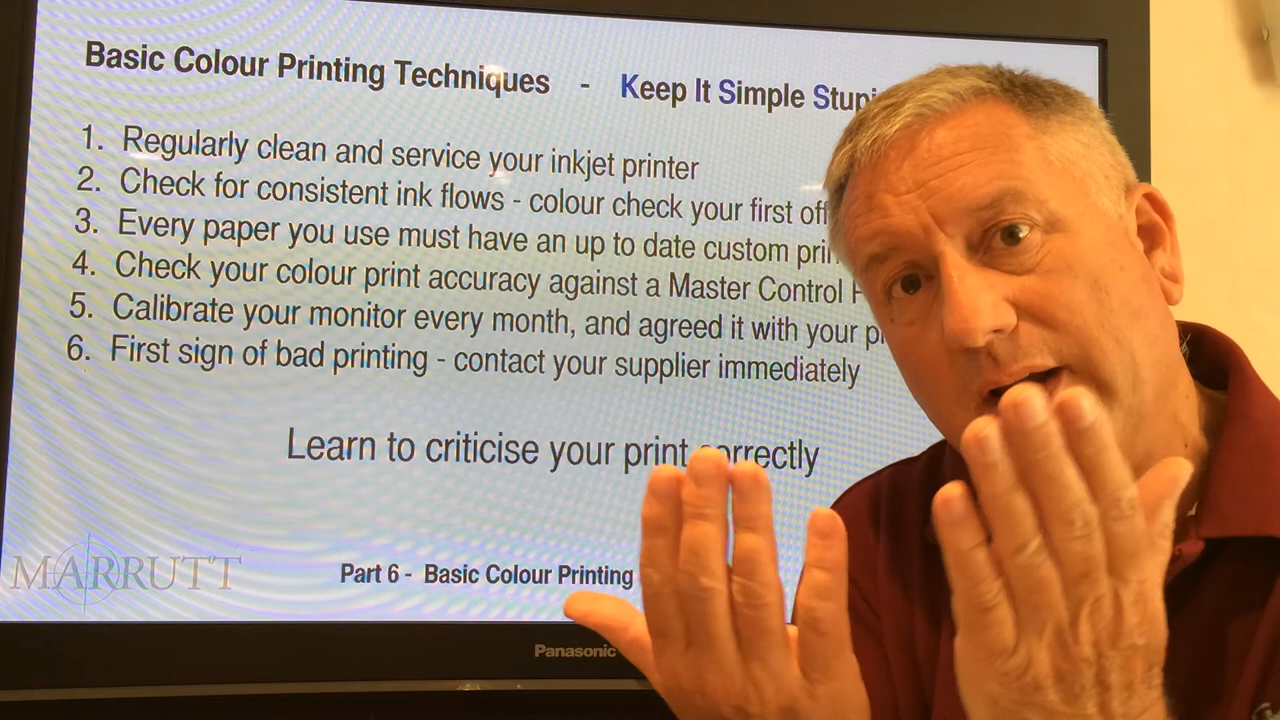 Basic Colour Printing Techniques - Keep It Simple
1. Regularly clean and service your inkjet printer
2. Check for consistent ink flows - colour check your first off
3. Every paper you use must have an up to date custom
4. Check your colour print accuracy against a Master Control
5. Calibrate your monitor every month, and agreed it with your
6. First sign of bad printing - contact your supplier immediately
Learn to criticise your print correctly
MARRUTT
Part 6 - Basic Colour Printing
Panasonic